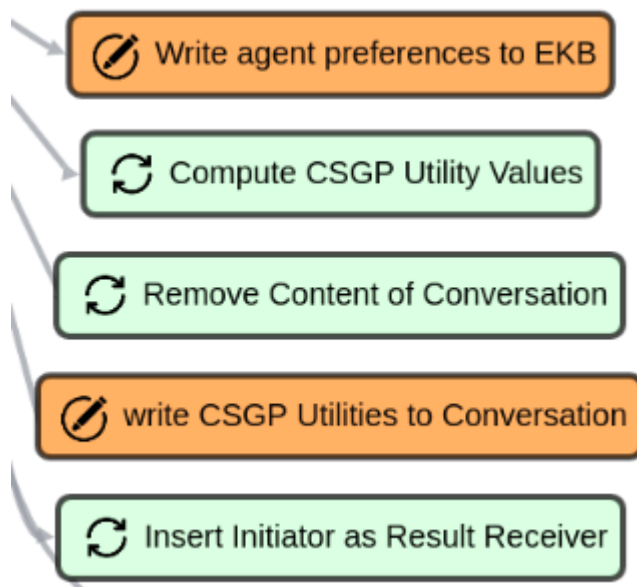 Write agent preferences to EKB
Compute CSGP Utility Values
Remove Content of Conversation
write CSGP Utilities to Conversation
Insert Initiator as Result Receiver